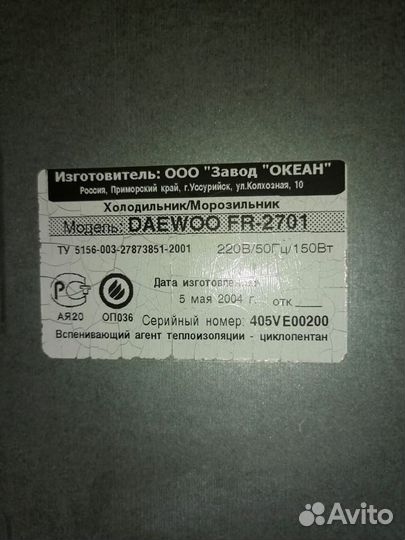 Изготовитель: ООО "Завод "ОКЕАН"
Россия, Приморский край, г.Уссурийск, ул.Колхозная, 10
Холодильник/Морозильник
Модель: DAEWOO FR-2701
ТУ 5156-003-27873851-2001 220В/50Гц/150Вт
Дата изготовления:
5 мая 2004 г. ОТК ____
АЯ20 ОП036 Серийный номер: 405VE00200
Вспенивающий агент теплоизоляции - циклопентан
Avito